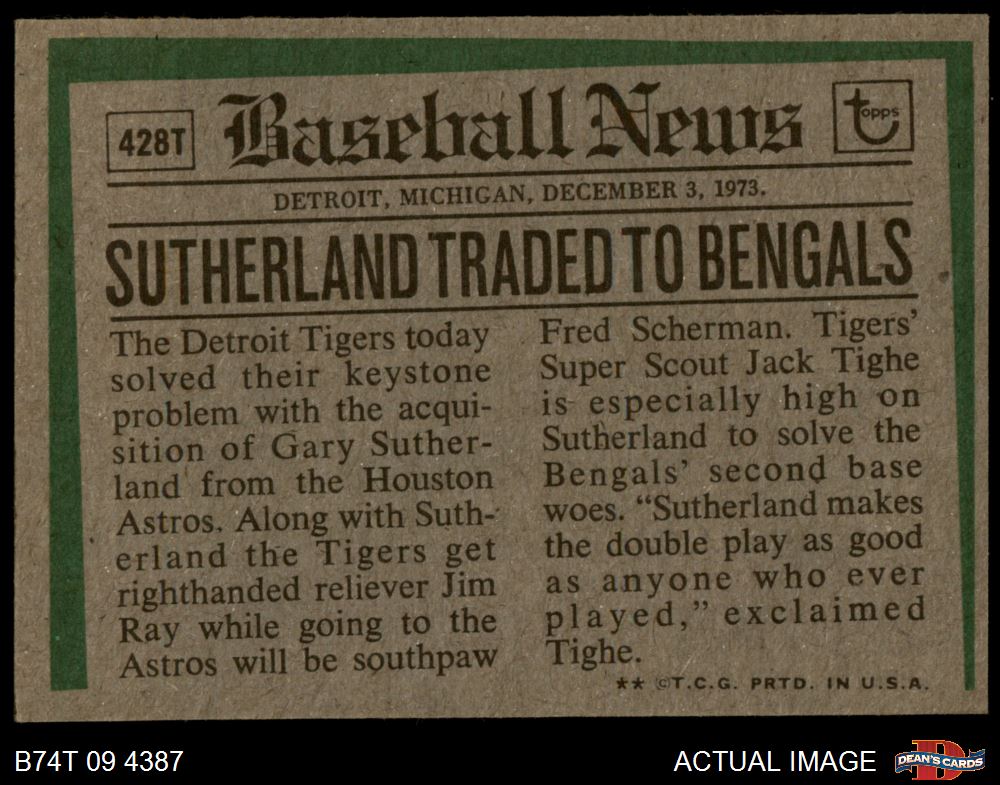 428T
Baseball News
topps
DETROIT, MICHIGAN, DECEMBER 3, 1973.
SUTHERLAND TRADED TO BENGALS
The Detroit Tigers today
solved their keystone
problem with the acqui-
sition of Gary Suther-
land from the Houston
Astros. Along with Suth-
erland the Tigers get
righthanded reliever Jim
Ray while going to the
Astros will be southpaw
Fred Scherman. Tigers'
Super Scout Jack Tighe
is especially high on
Sutherland to solve the
Bengals' second base
woes. "Sutherland makes
the double play as good
as anyone who ever
played," exclaimed
Tighe.
** ©T.C.G. PRTD. IN U.S.A.
B74T 09 4387
ACTUAL IMAGE
D
DEAN'S CARDS